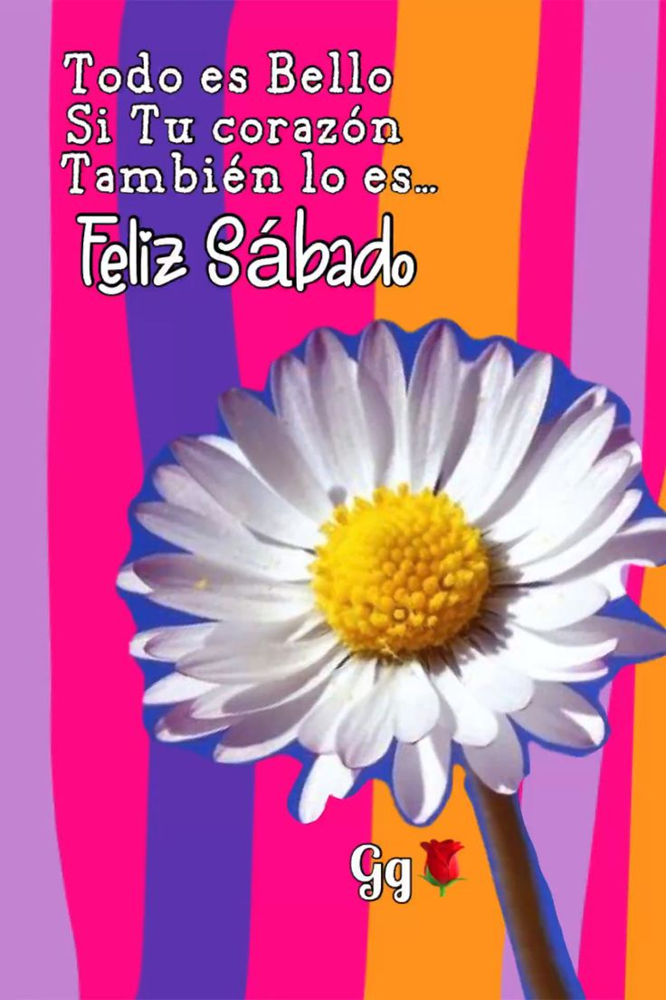 Todo es Bello
Si Tu corazón
También lo es...
Feliz Sábado
Gg